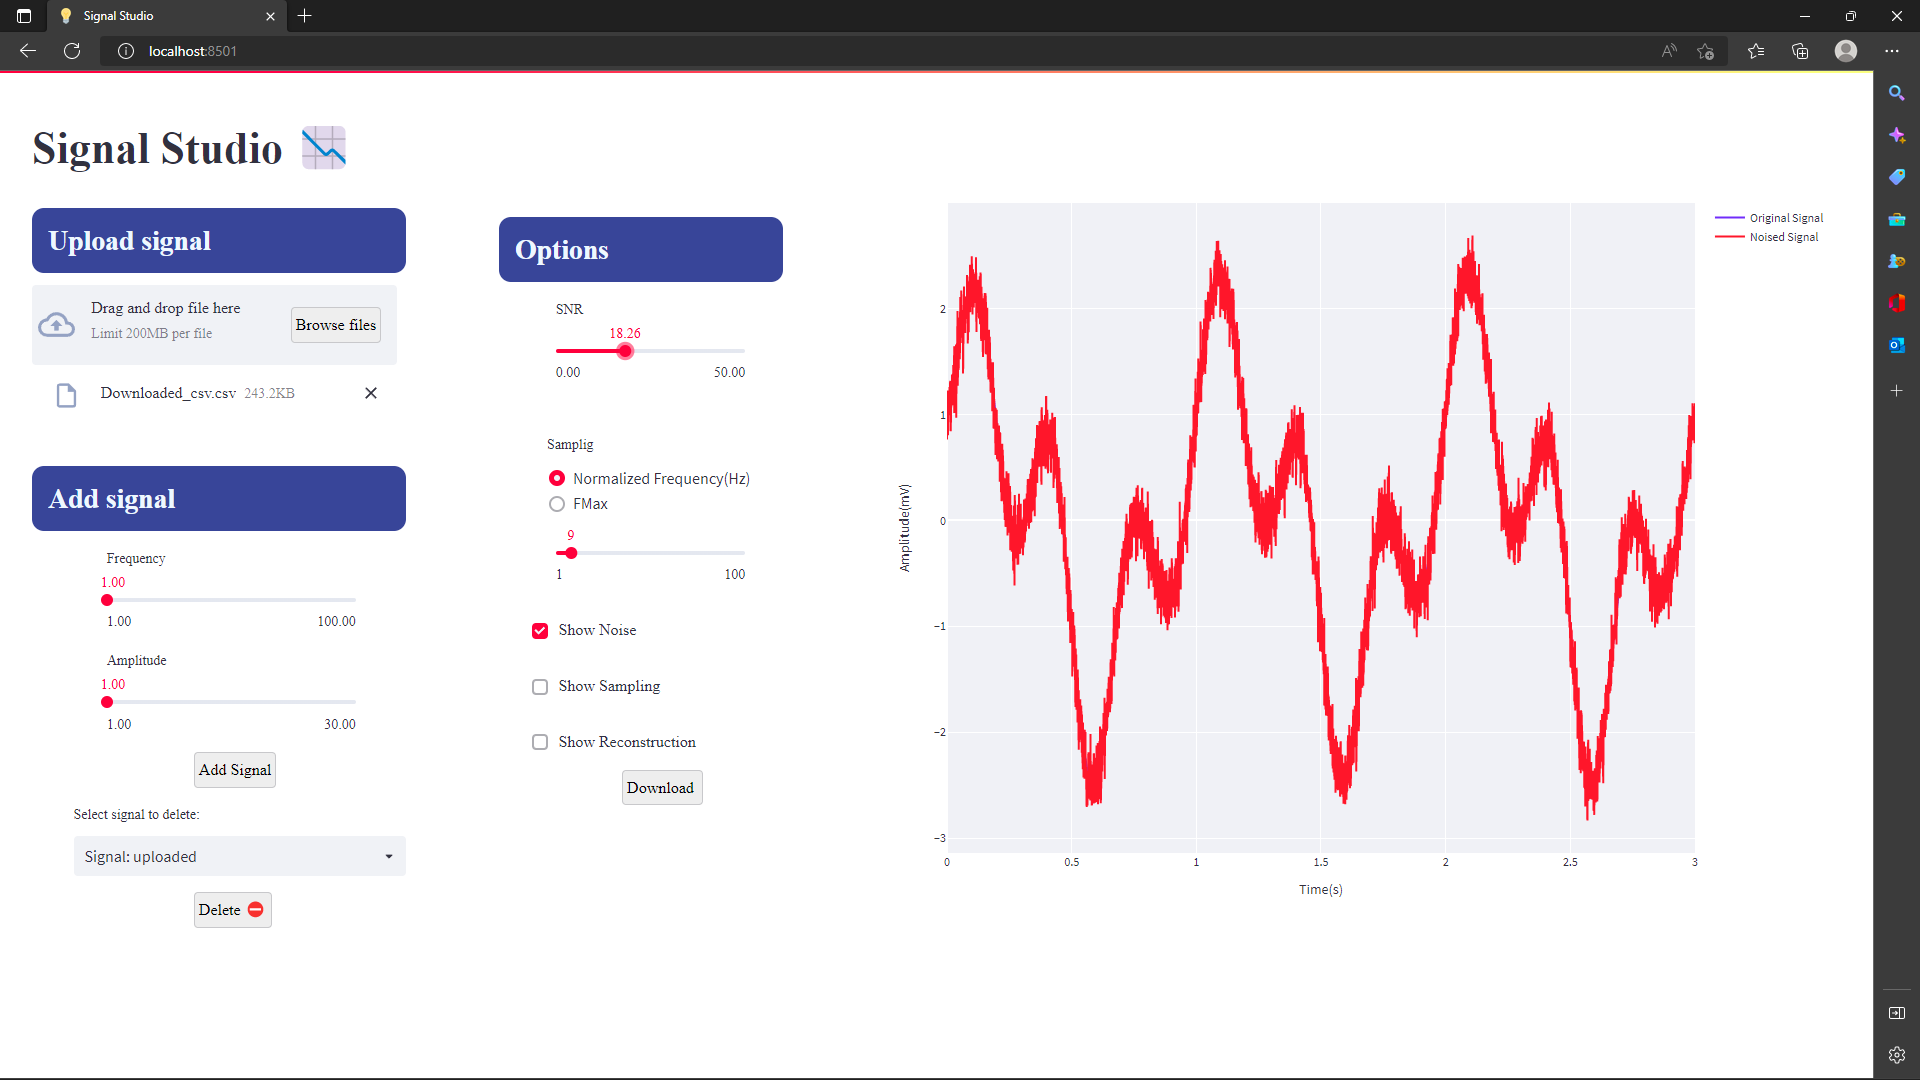 Signal Studio
localhost:8501
Signal Studio
Upload signal
Drag and drop file here
Limit 200MB per file
Browse files
Downloaded_csv.csv 243.2KB
Add signal
Frequency
1.00
1.00 100.00
Amplitude
1.00
1.00 30.00
Add Signal
Select signal to delete:
Signal: uploaded
Delete
Options
SNR
18.26
0.00 50.00
Samplig
Normalized Frequency(Hz)
FMax
9
1 100
Show Noise
Show Sampling
Show Reconstruction
Download
Original Signal
Noised Signal
Amplitude(mV)
2
1
0
−1
−2
−3
0 0.5 1 1.5 2 2.5 3
Time(s)